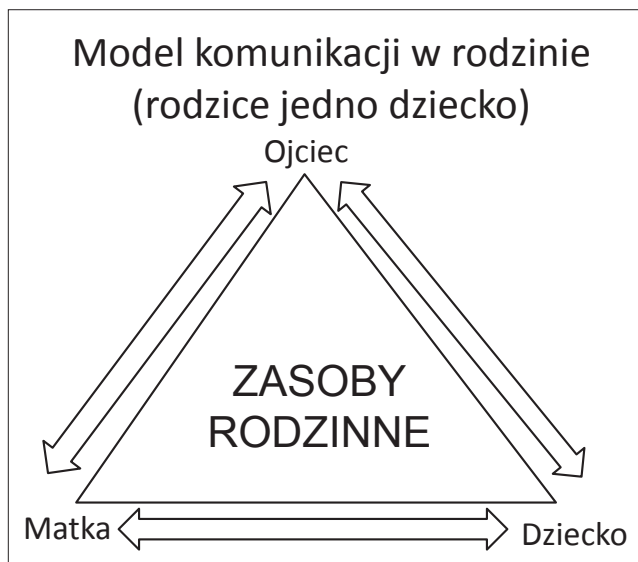 Model komunikacji w rodzinie
(rodzice jedno dziecko)
Ojciec
ZASOBY
RODZINNE
Matka
Dziecko